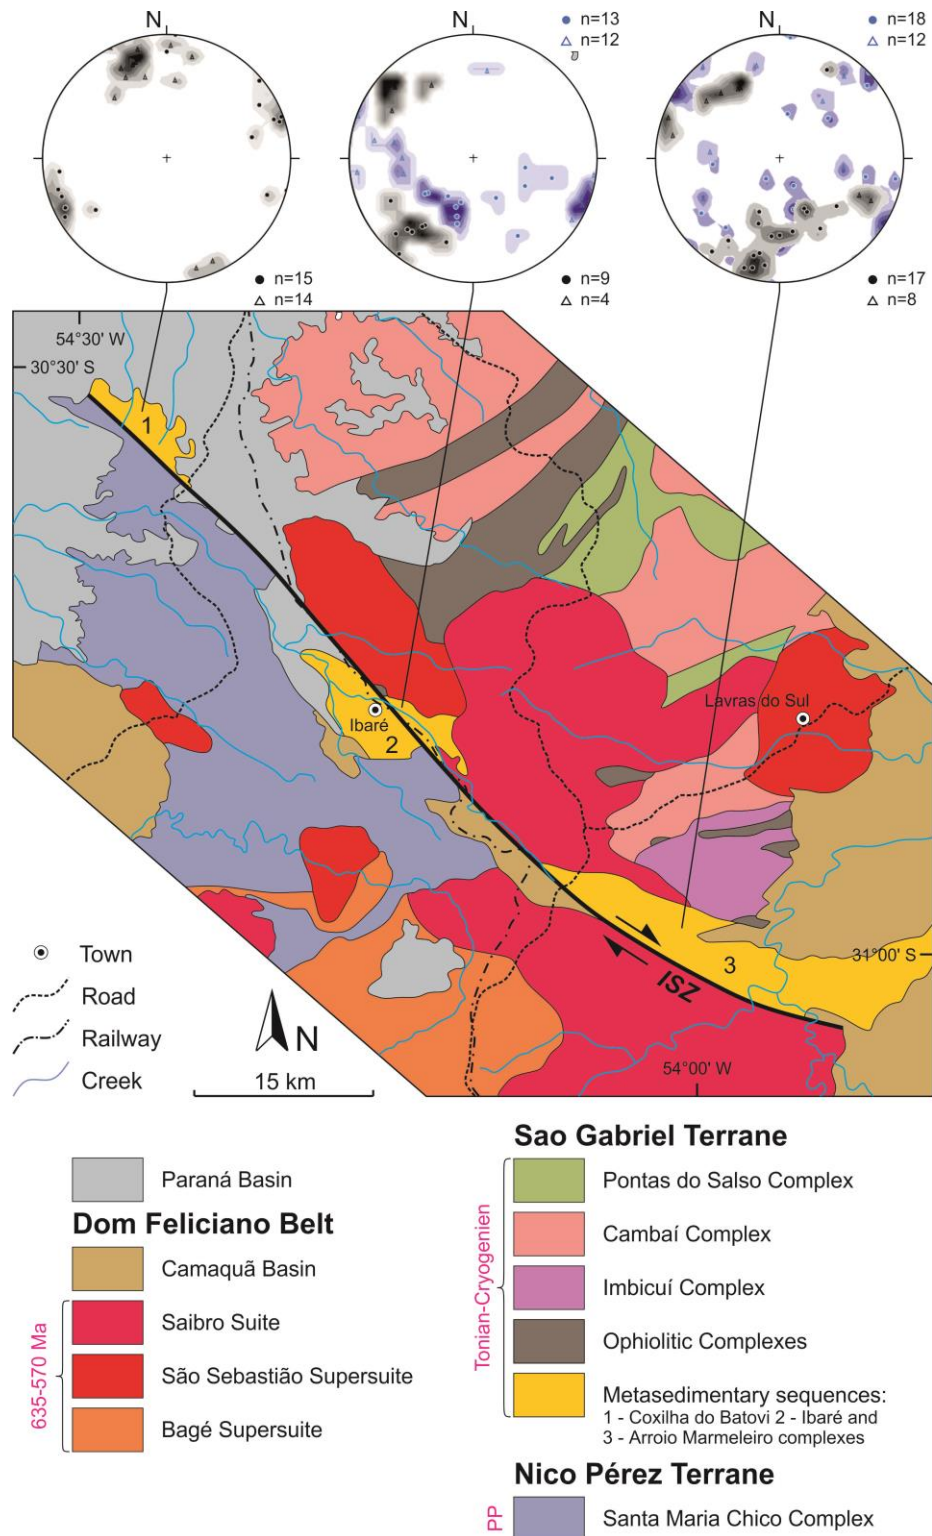 N
N
n=13
n=12
N
n=18
n=12
n=15
n=14
n=9
n=4
n=17
n=8
54°30' W
30°30' S
1
Lavras do Sul
Ibaré
2
3
ISZ
31°00' S
54°00' W
Town
Road
Railway
Creek
N
15 km
Paraná Basin
Dom Feliciano Belt
Camaquã Basin
635-570 Ma
Saibro Suite
São Sebastião Supersuite
Bagé Supersuite
Sao Gabriel Terrane
Tonian-Cryogenien
Pontas do Salso Complex
Cambaí Complex
Imbicuí Complex
Ophiolitic Complexes
Metasedimentary sequences:
1 - Coxilha do Batovi 2 - Ibaré and
3 - Arroio Marmeleiro complexes
Nico Pérez Terrane
PP
Santa Maria Chico Complex